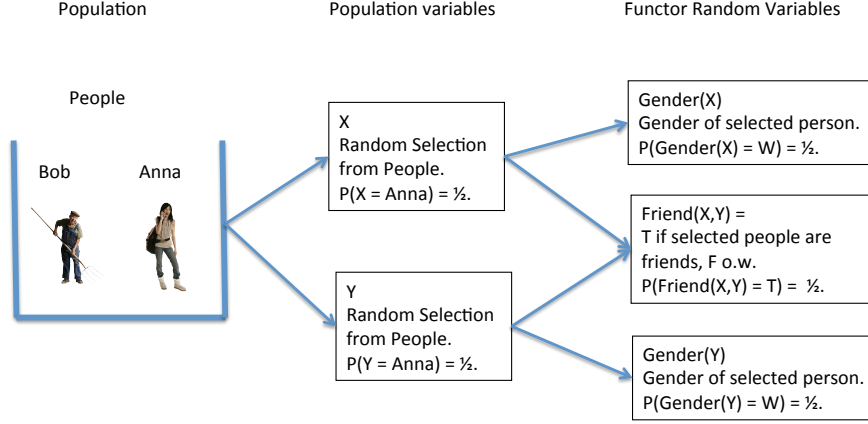 Population
Population variables
Functor Random Variables
People
Bob
Anna
X
Random Selection
from People.
P(X = Anna) = ½.
Y
Random Selection
from People.
P(Y = Anna) = ½.
Gender(X)
Gender of selected person.
P(Gender(X) = W) = ½.
Friend(X,Y) =
T if selected people are
friends, F o.w.
P(Friend(X,Y) = T) = ½.
Gender(Y)
Gender of selected person.
P(Gender(Y) = W) = ½.